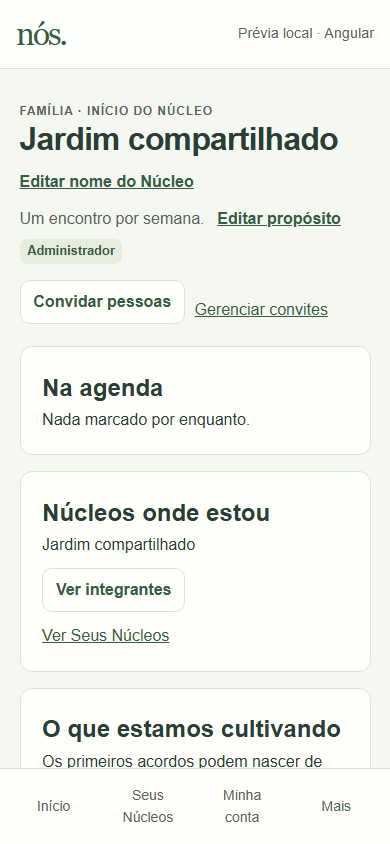 nós.
Prévia local · Angular
FAMÍLIA · INÍCIO DO NÚCLEO
Jardim compartilhado
Editar nome do Núcleo
Um encontro por semana. Editar propósito
Administrador
Convidar pessoas
Gerenciar convites
Na agenda
Nada marcado por enquanto.
Núcleos onde estou
Jardim compartilhado
Ver integrantes
Ver Seus Núcleos
O que estamos cultivando
Os primeiros acordos podem nascer de
Início
Seus
Núcleos
Minha
conta
Mais